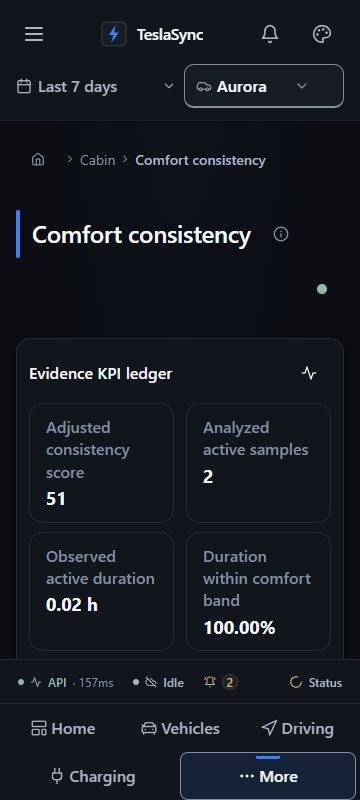 TeslaSync
Last 7 days
Aurora
Cabin
Comfort consistency
Comfort consistency
Evidence KPI ledger
Adjusted
consistency
score
51
Analyzed
active samples
2
Observed
active duration
0.02 h
Duration
within comfort
band
100.00%
API · 157ms
Idle
2
Status
Home
Vehicles
Driving
Charging
More